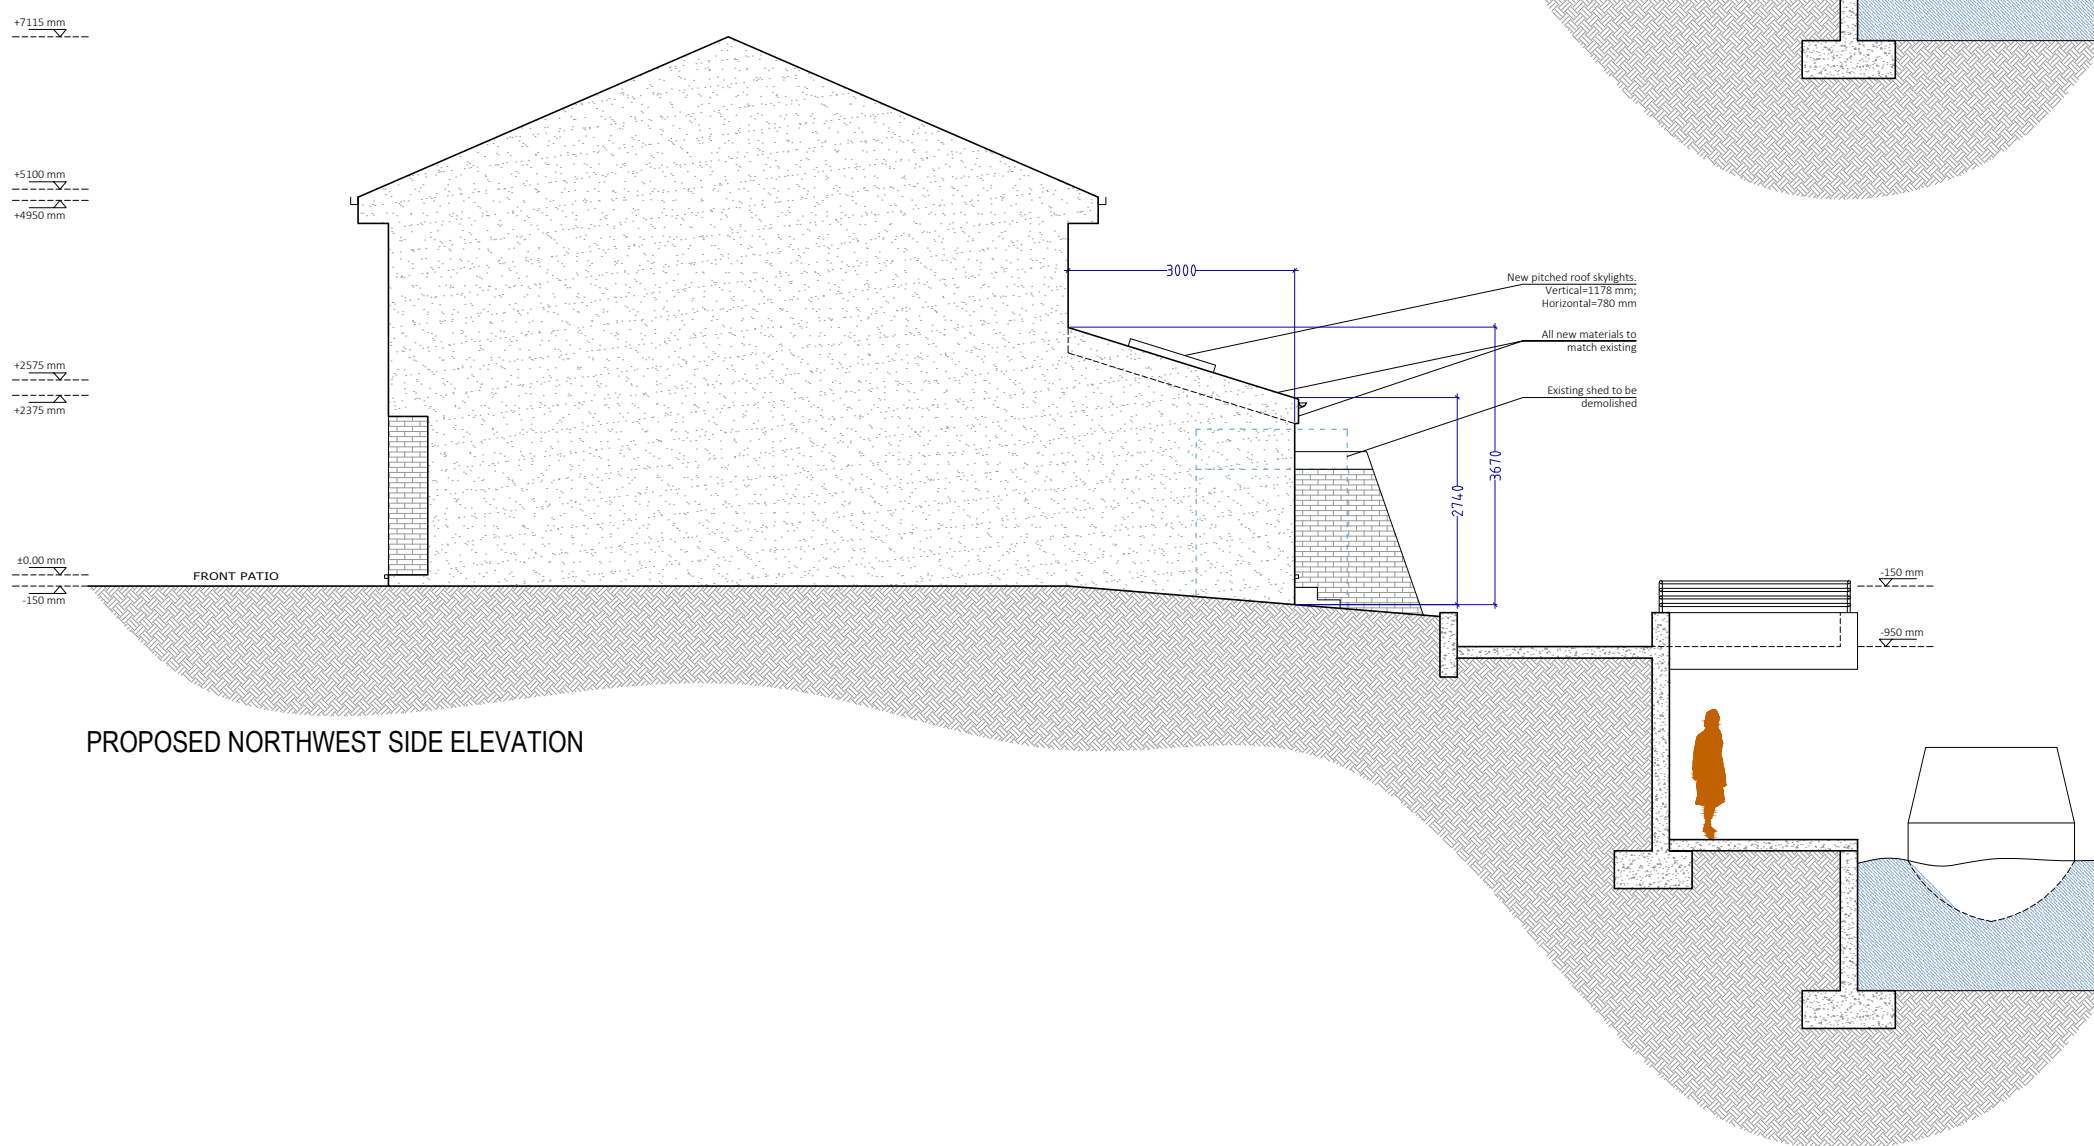 +7115 mm
+5100 mm
+4950 mm
3000
New pitched roof skylights.
Vertical=1178 mm;
Horizontal=780 mm
All new materials to
match existing
+2575 mm
+2375 mm
Existing shed to be
demolished
3670
2740
±0.00 mm
FRONT PATIO
-150 mm
-150 mm
-950 mm
PROPOSED NORTHWEST SIDE ELEVATION